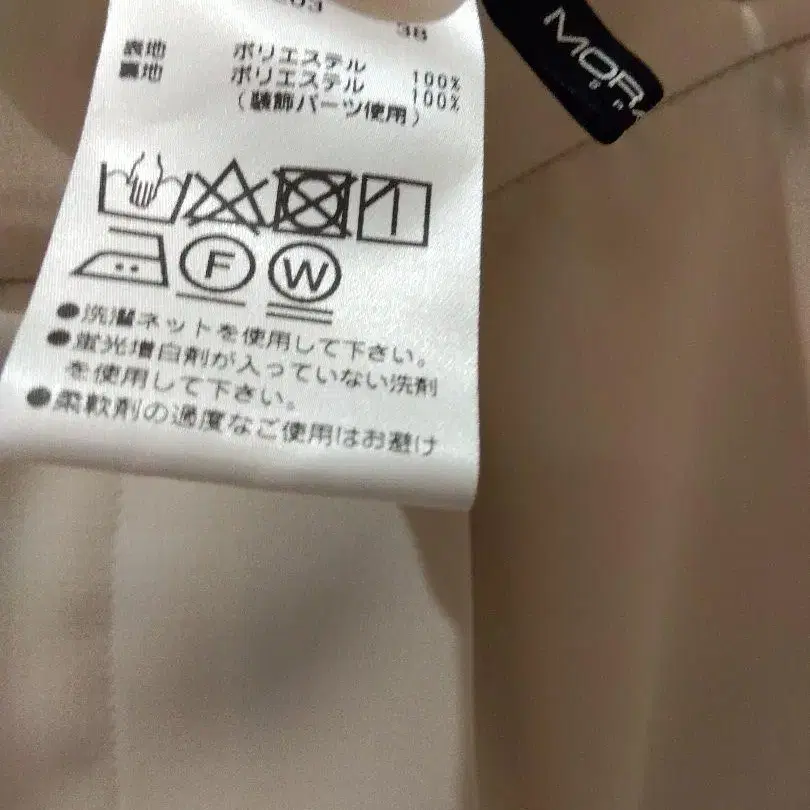 38
表地 ポリエステル 100%
裏地 ポリエステル 100%
(装飾パーツ使用)
F W
●洗濯ネットを使用して下さい。
●蛍光増白剤が入っていない洗剤
を使用して下さい。
●柔軟剤の過度なご使用はお避け
MOR